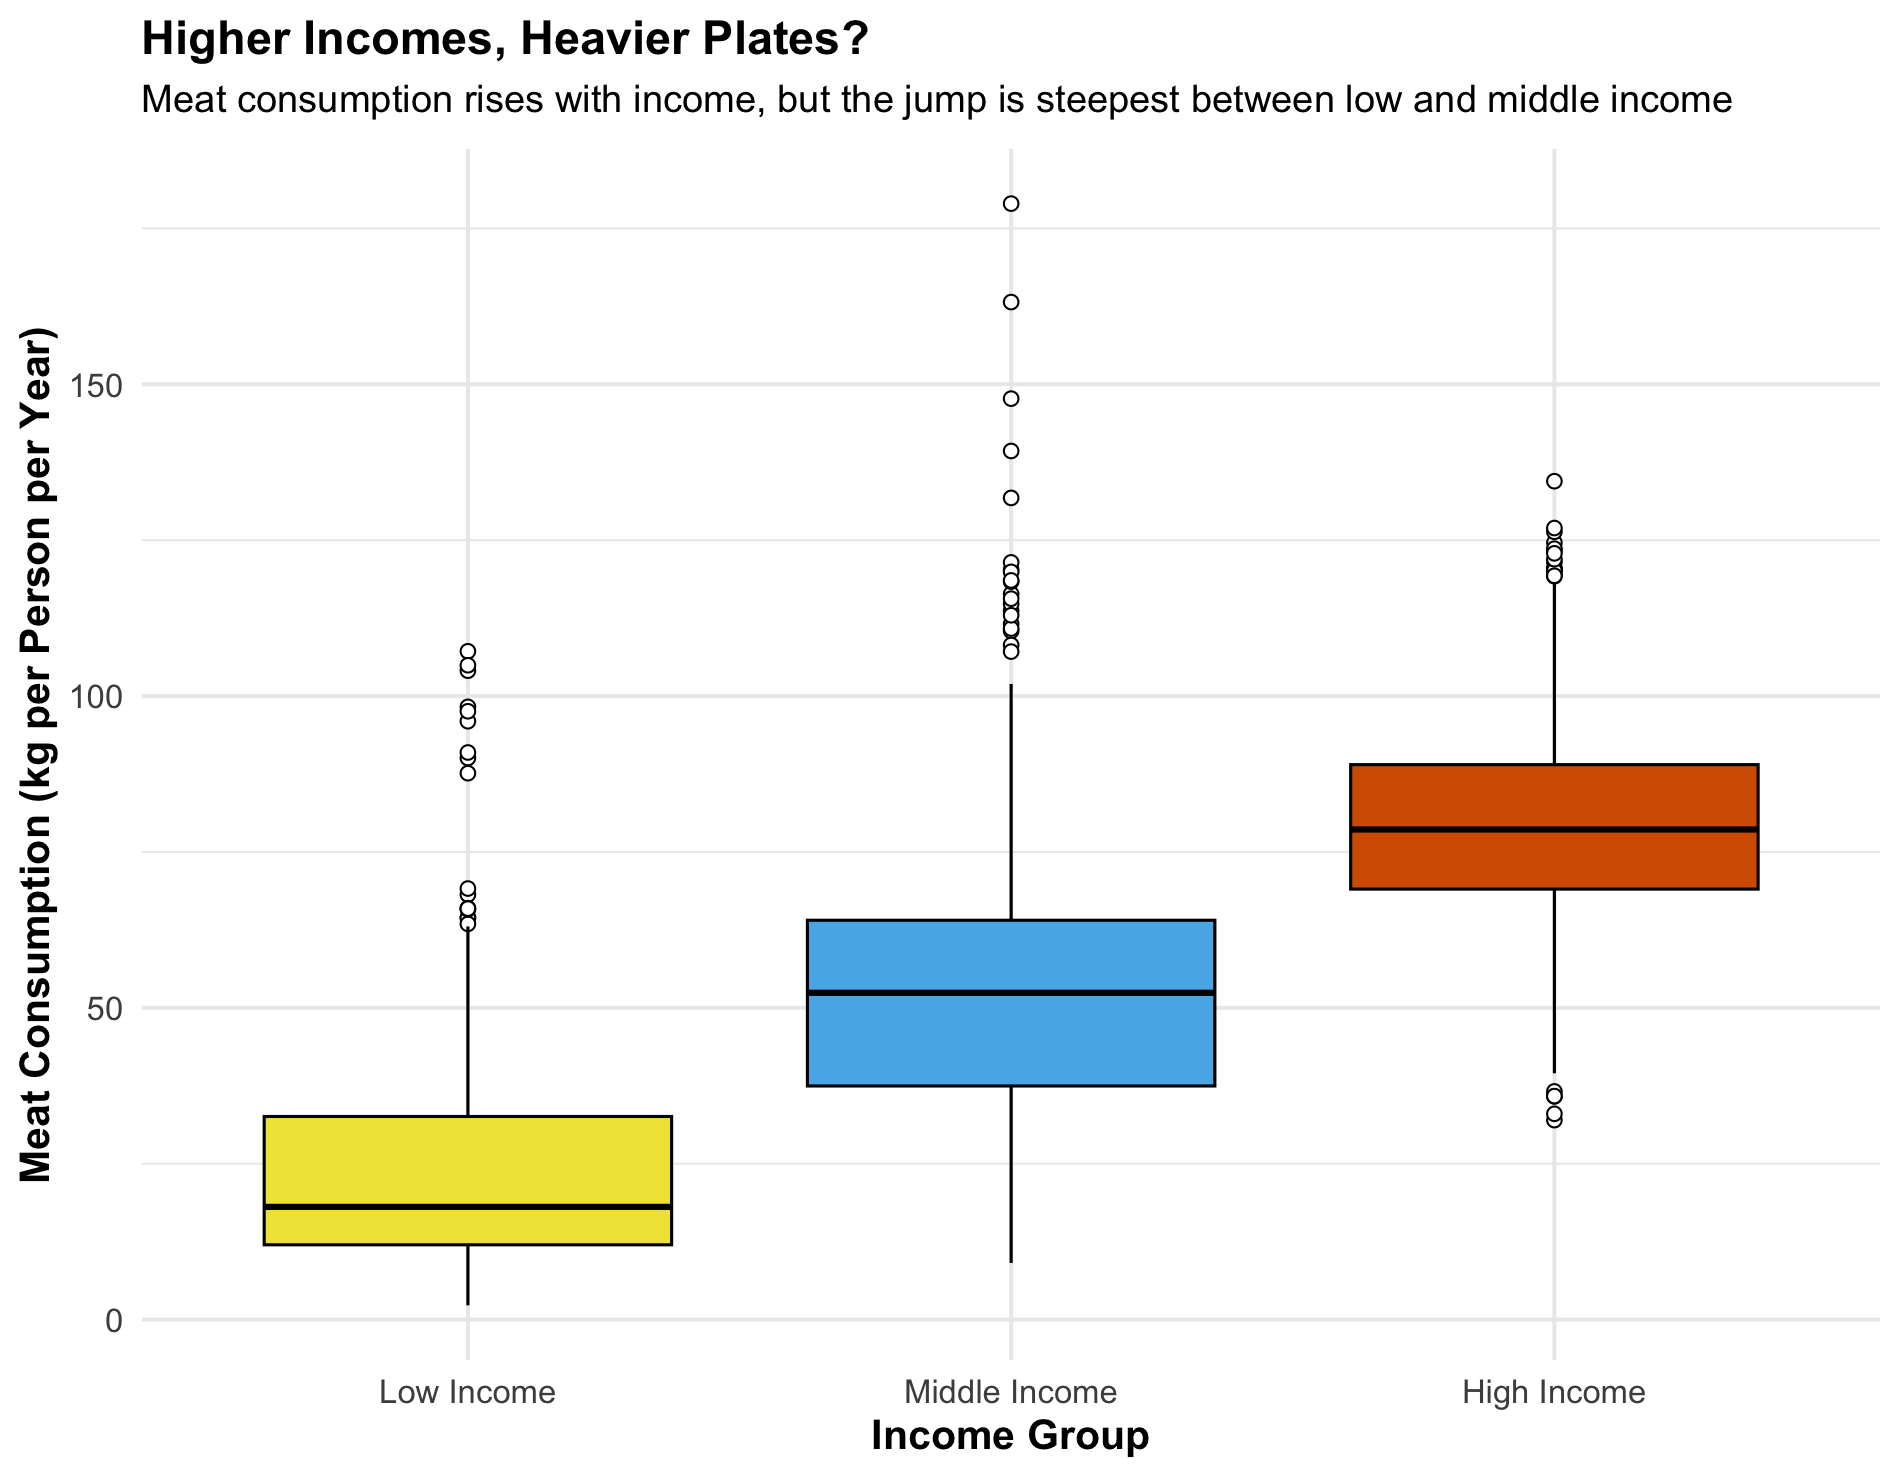 Higher Incomes, Heavier Plates?
Meat consumption rises with income, but the jump is steepest between low and middle income
Meat Consumption (kg per Person per Year)
150
100
50
0
Low Income
Middle Income
High Income
Income Group